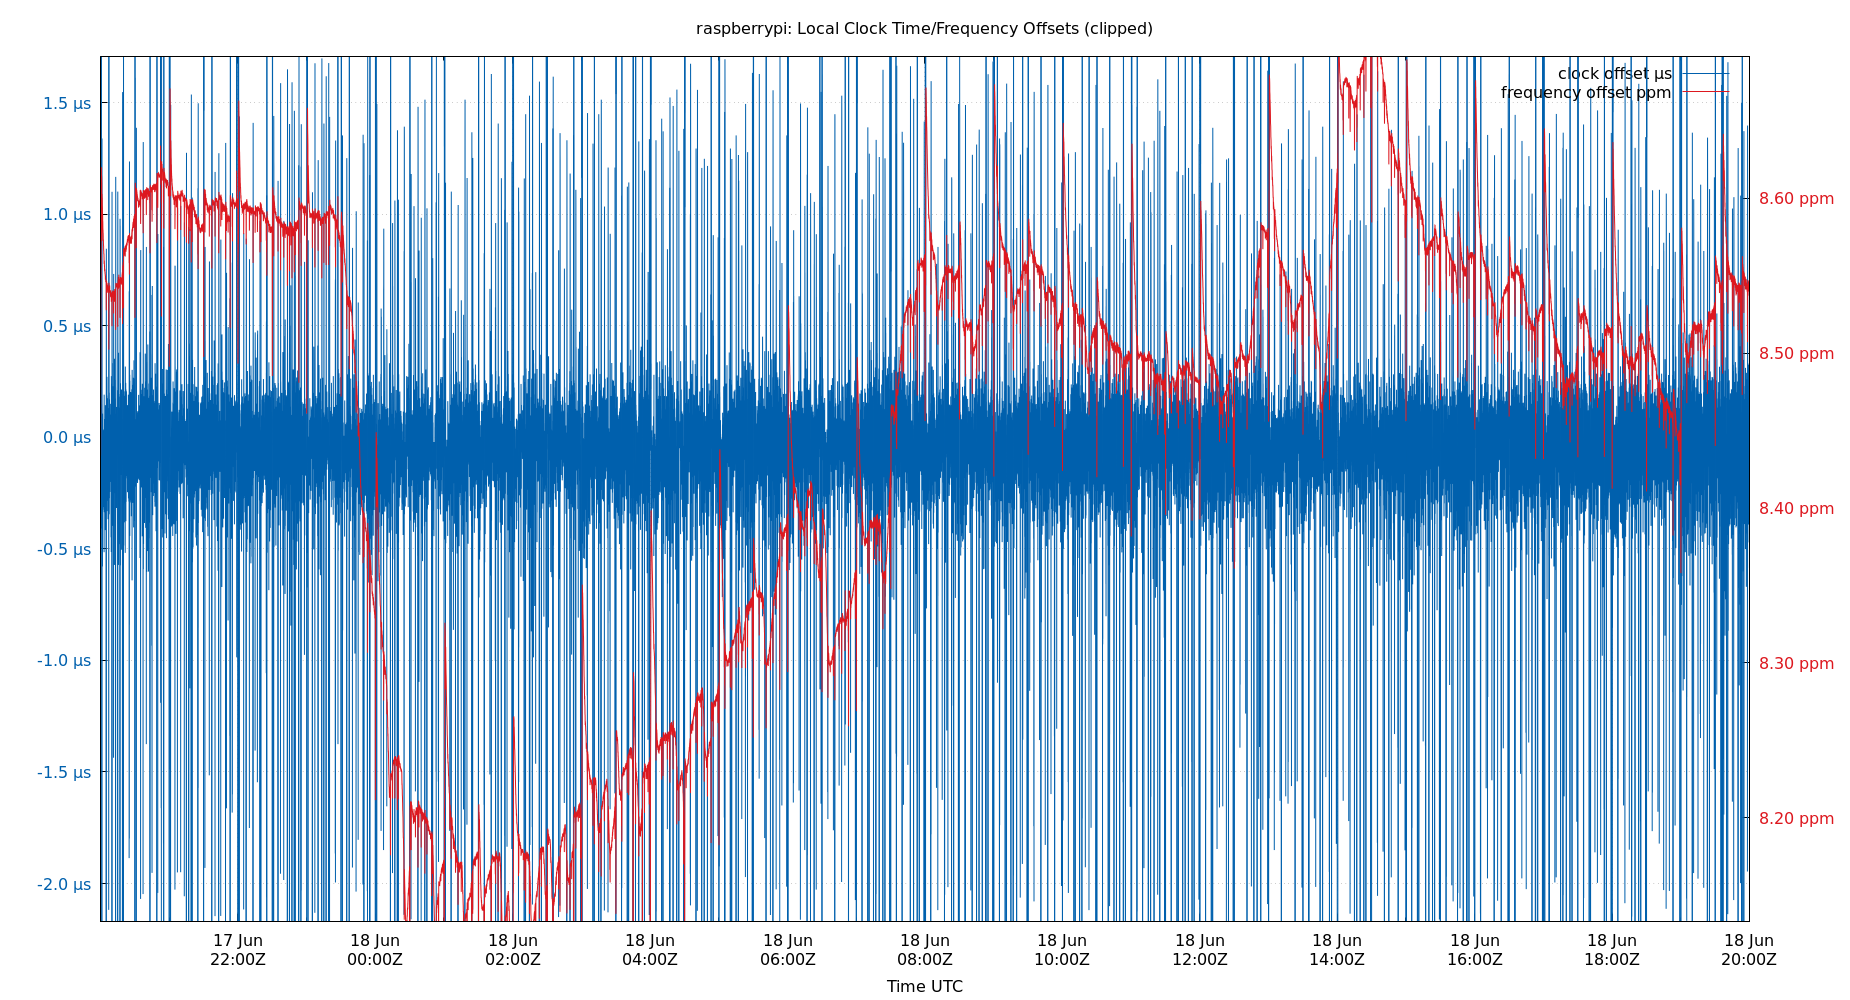 raspberrypi: Local Clock Time/Frequency Offsets (clipped)
clock offset µs
frequency offset ppm
1.5 µs
1.0 µs
0.5 µs
0.0 µs
-0.5 µs
-1.0 µs
-1.5 µs
-2.0 µs
8.60 ppm
8.50 ppm
8.40 ppm
8.30 ppm
8.20 ppm
17 Jun 18 Jun 18 Jun 18 Jun 18 Jun 18 Jun 18 Jun 18 Jun 18 Jun 18 Jun 18 Jun 18 Jun
22:00Z 00:00Z 02:00Z 04:00Z 06:00Z 08:00Z 10:00Z 12:00Z 14:00Z 16:00Z 18:00Z 20:00Z
Time UTC